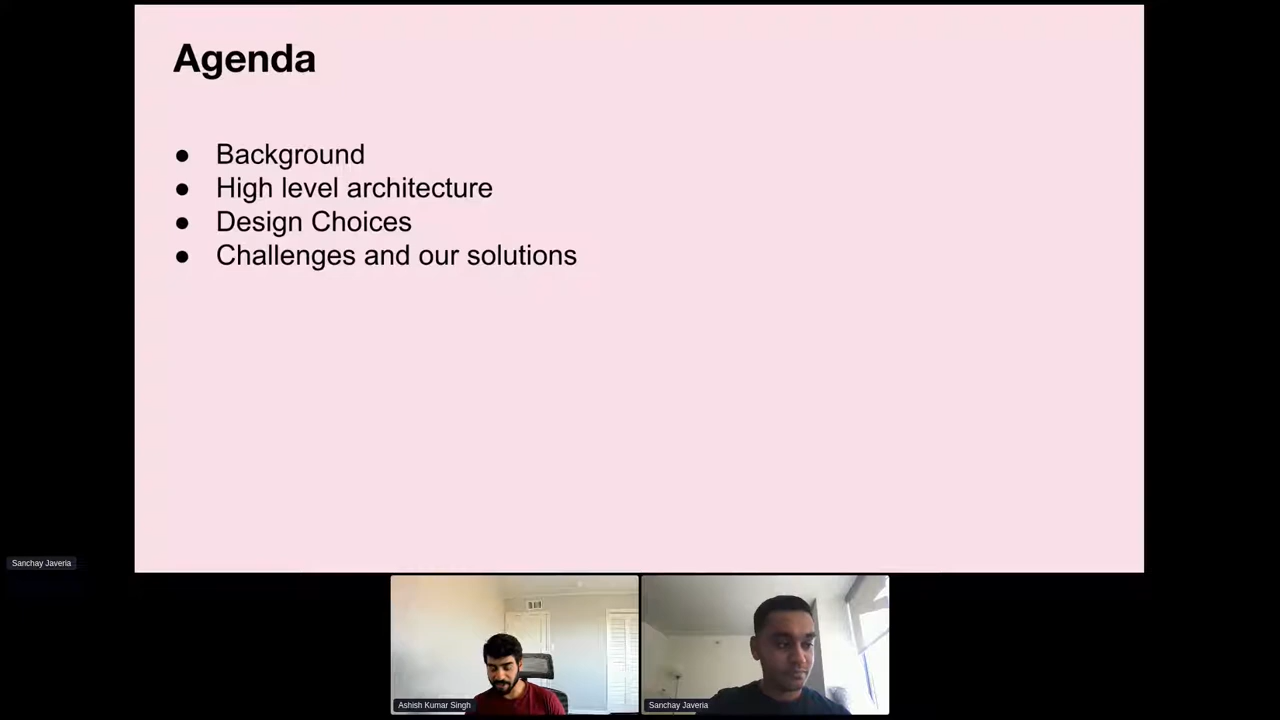 Agenda
● Background
● High level architecture
● Design Choices
● Challenges and our solutions
Sanchay Javeria
Ashish Kumar Singh
Sanchay Javeria